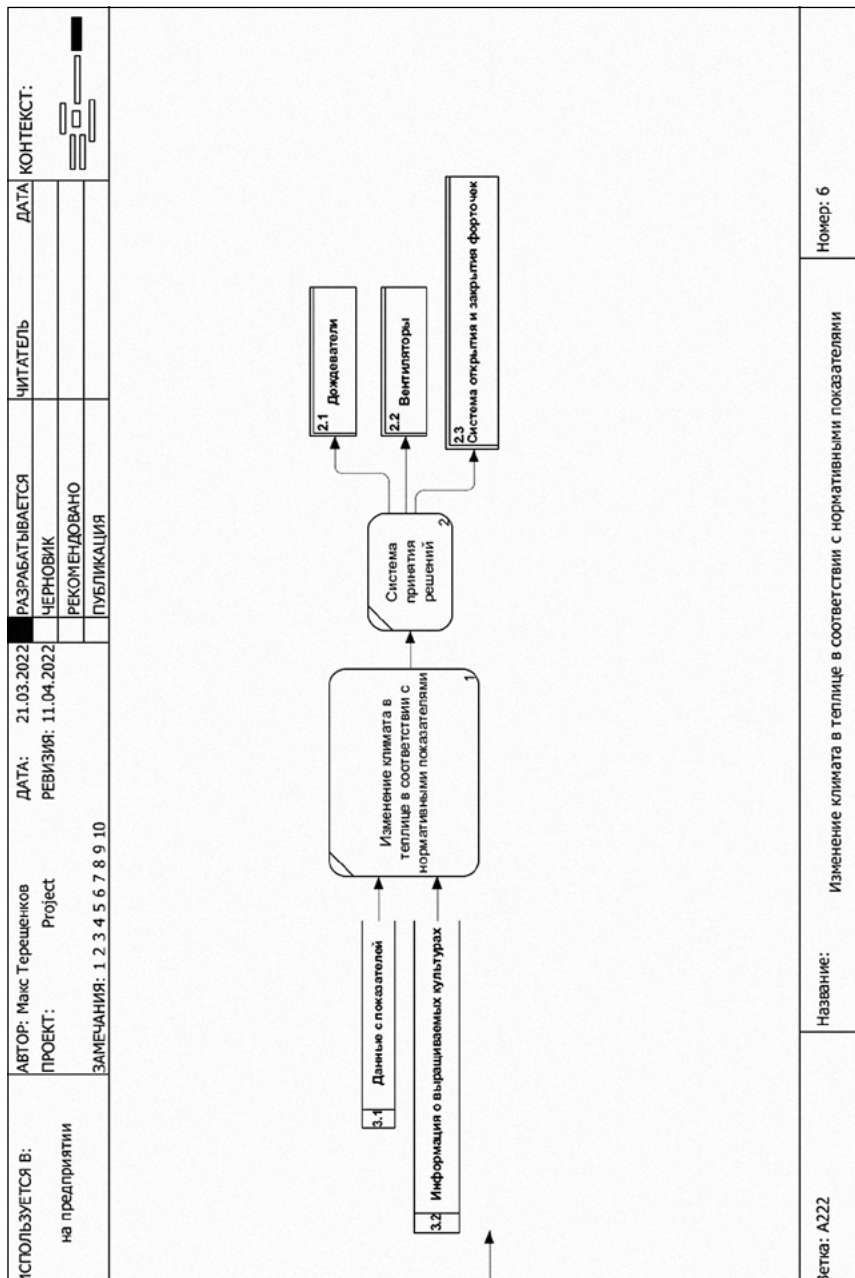 ИСПОЛЬЗУЕТСЯ В:
на предприятии
АВТОР: Макс Терещенков
ДАТА: 21.03.2022
ПРОЕКТ: Project
РЕВИЗИЯ: 11.04.2022
ЗАМЕЧАНИЯ: 1 2 3 4 5 6 7 8 9 10
РАЗРАБАТЫВАЕТСЯ
ЧЕРНОВИК
РЕКОМЕНДОВАНО
ПУБЛИКАЦИЯ
ЧИТАТЕЛЬ
ДАТА
КОНТЕКСТ:
3.1 Данные с показателей
3.2 Информация о выращиваемых культурах
Изменение климата в
теплице в соответствии с
нормативными показателями
1
Система
принятия
решений
2
2.1 Дождеватели
2.2 Вентиляторы
2.3
Система открытия и закрытия форточек
етка: A222
Название:
Изменение климата в теплице в соответствии с нормативными показателями
Номер: 6